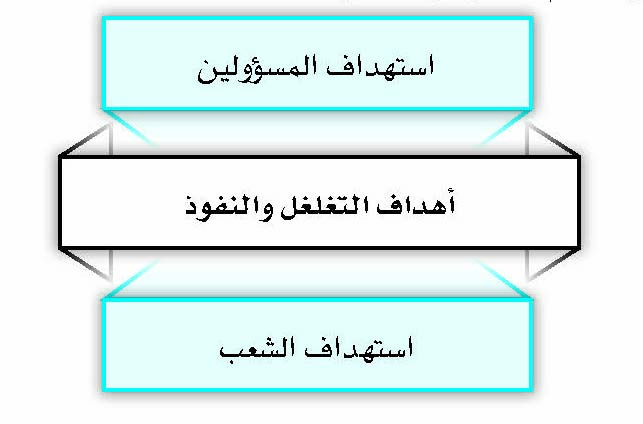 استهداف المسؤولين
أهداف التغلغل والنفوذ
استهداف الشعب